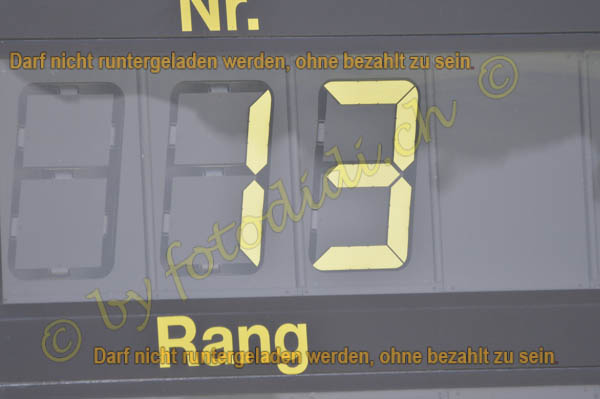 Nr.
Darf nicht runtergeladen werden, ohne bezahlt zu sein.
13
© by fotodidi.ch ©
Rang
Darf nicht runtergeladen werden, ohne bezahlt zu sein.